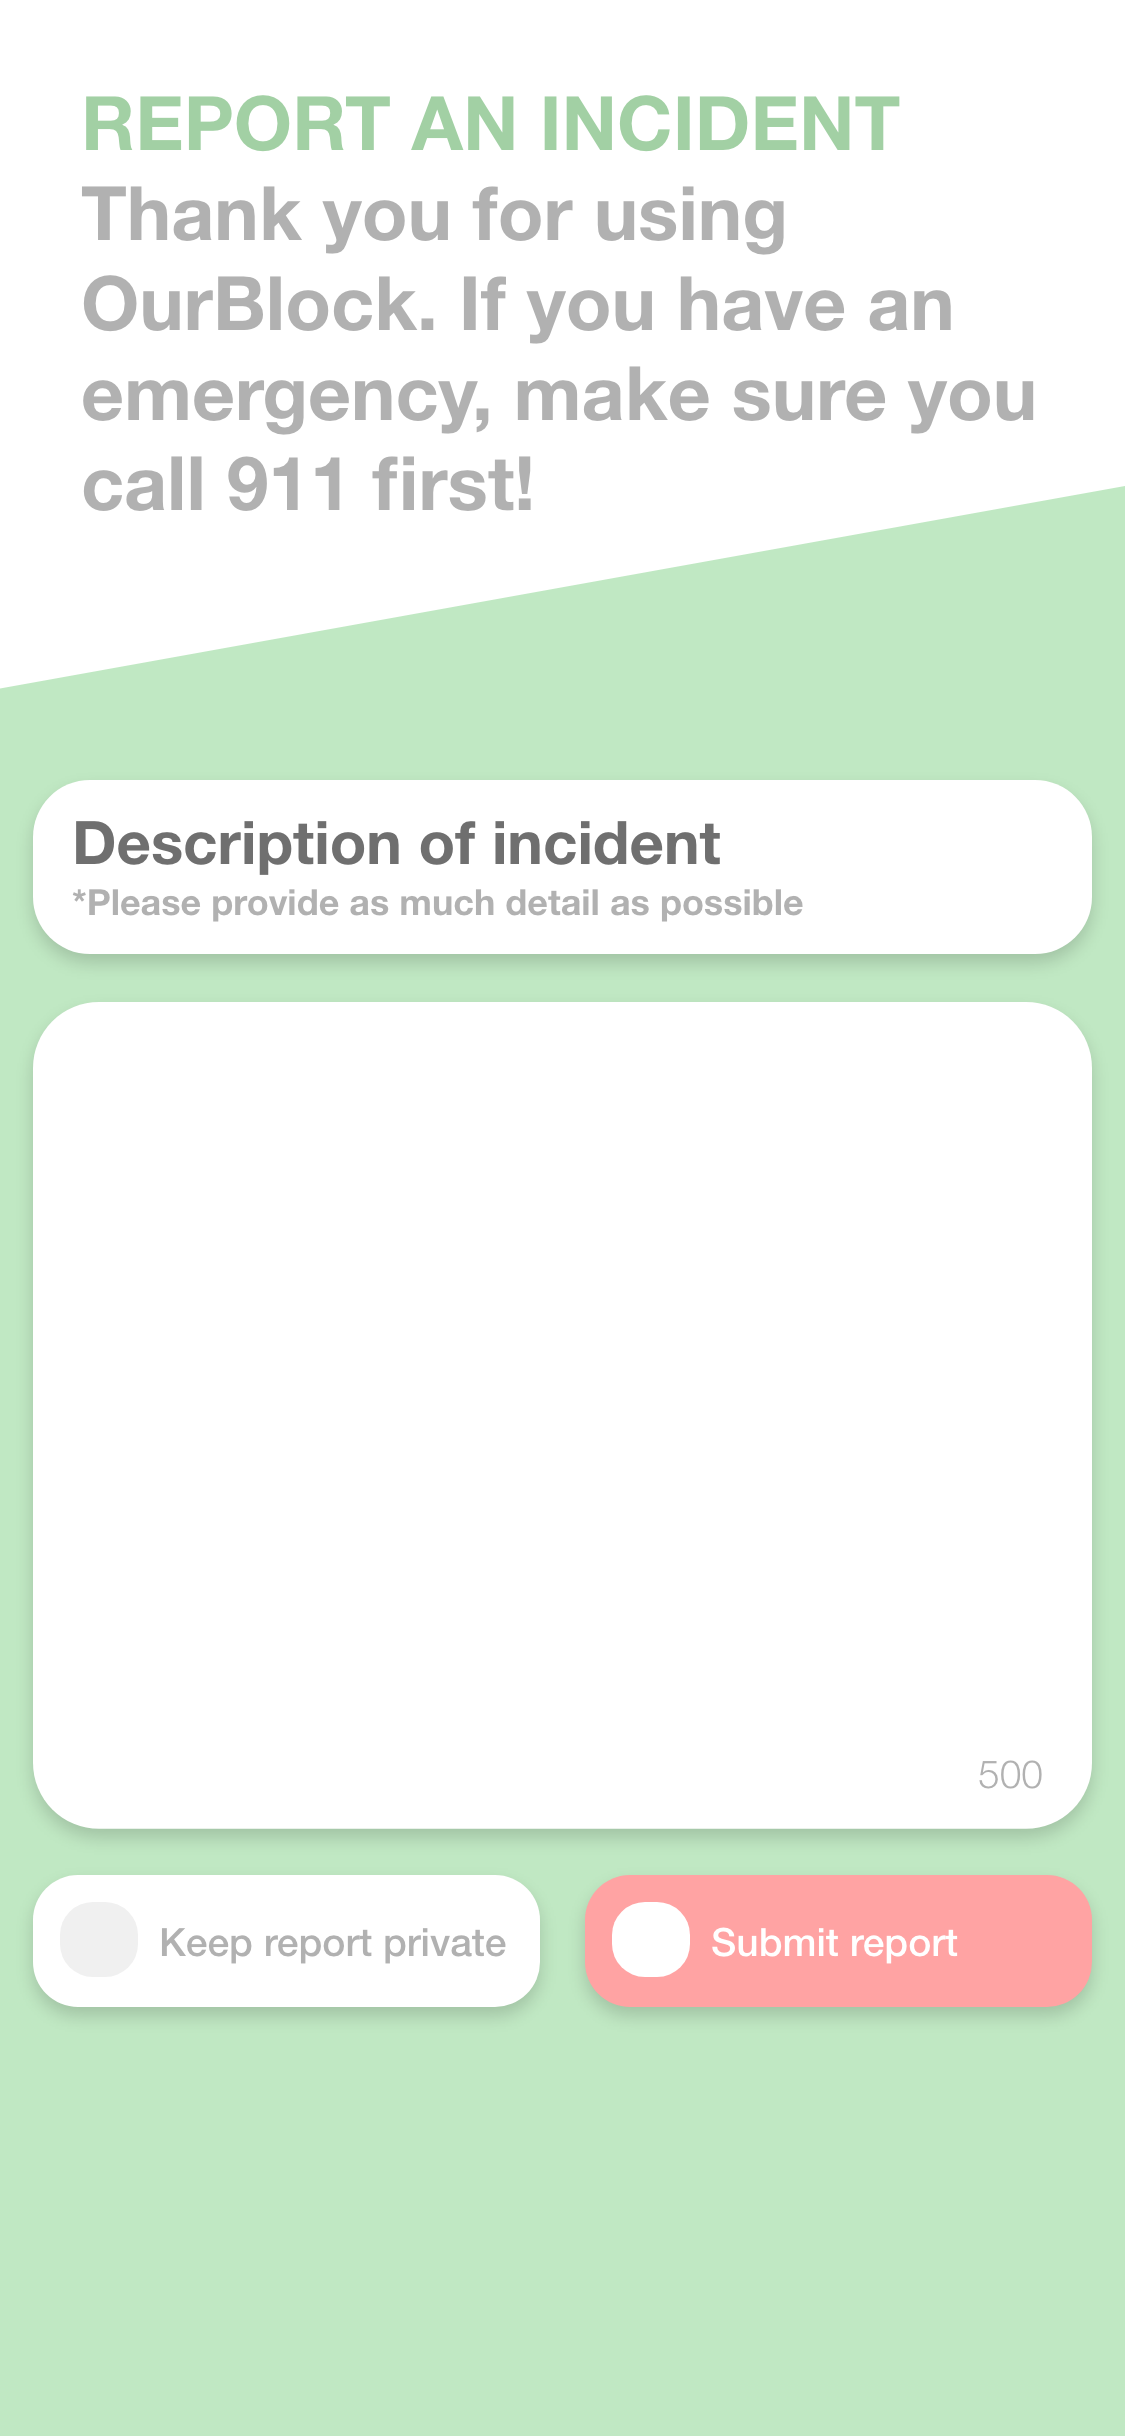 REPORT AN INCIDENT
Thank you for using
OurBlock. If you have an
emergency, make sure you
call 911 first!
Description of incident
*Please provide as much detail as possible
500
Keep report private
Submit report